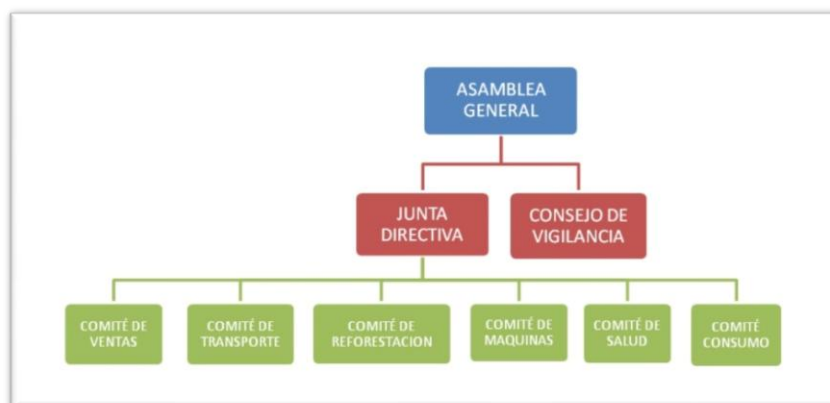 ASAMBLEA
GENERAL
JUNTA
DIRECTIVA
CONSEJO DE
VIGILANCIA
COMITÉ DE
VENTAS
COMITÉ DE
TRANSPORTE
COMITÉ DE
REFORESTACION
COMITÉ DE
MAQUINAS
COMITÉ DE
SALUD
COMITÉ
CONSUMO